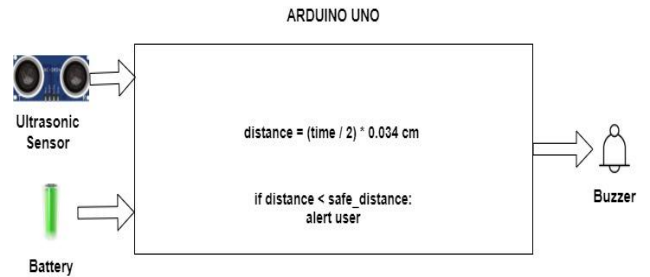 ARDUINO UNO
Ultrasonic
Sensor
distance = (time / 2) * 0.034 cm
if distance < safe_distance:
alert user
Buzzer
Battery